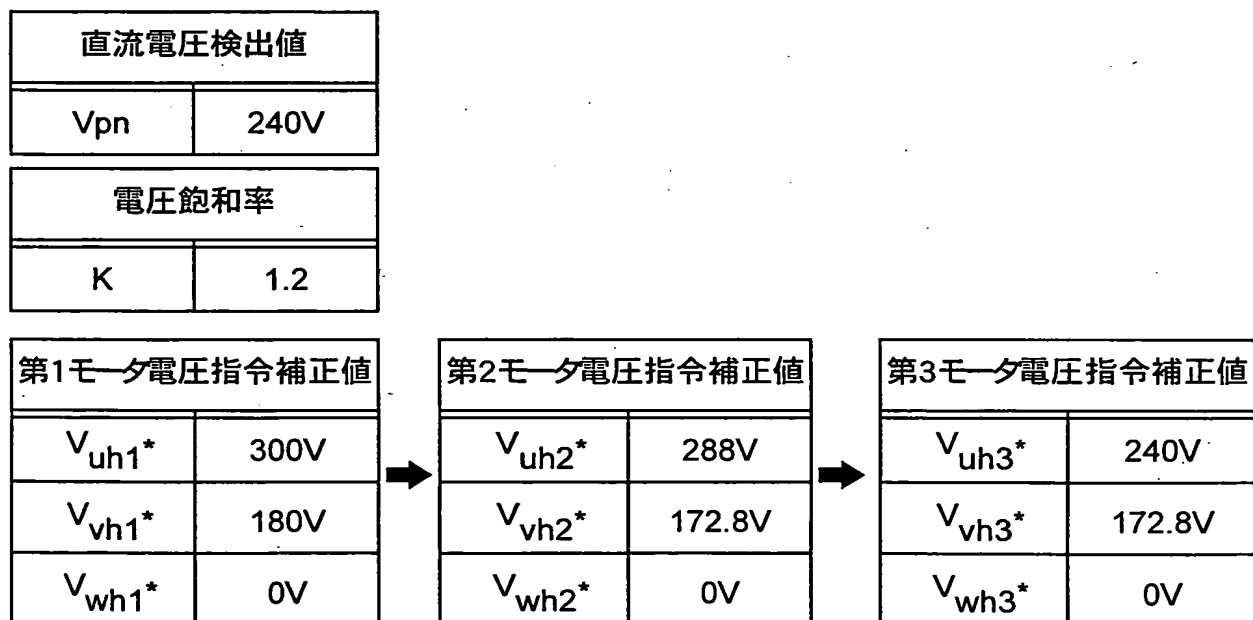 直流電圧検出値
Vpn 240V
電圧飽和率
K 1.2
第1モータ電圧指令補正値
Vuh1* 300V
Vvh1* 180V
Vwh1* 0V
第2モータ電圧指令補正値
Vuh2* 288V
Vvh2* 172.8V
Vwh2* 0V
第3モータ電圧指令補正値
Vuh3* 240V
Vvh3* 172.8V
Vwh3* 0V